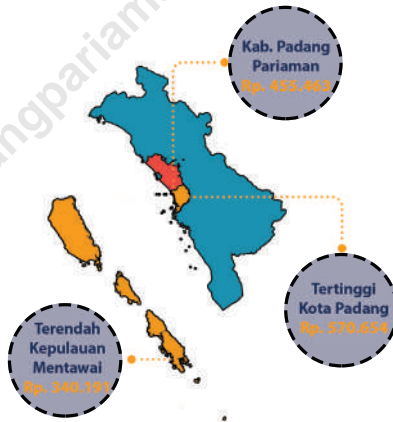 Kab. Padang
Pariaman
Rp. 455.463
Tertinggi
Kota Padang
Rp. 570.654
Terendah
Kepulauan
Mentawai
Rp. 340.191